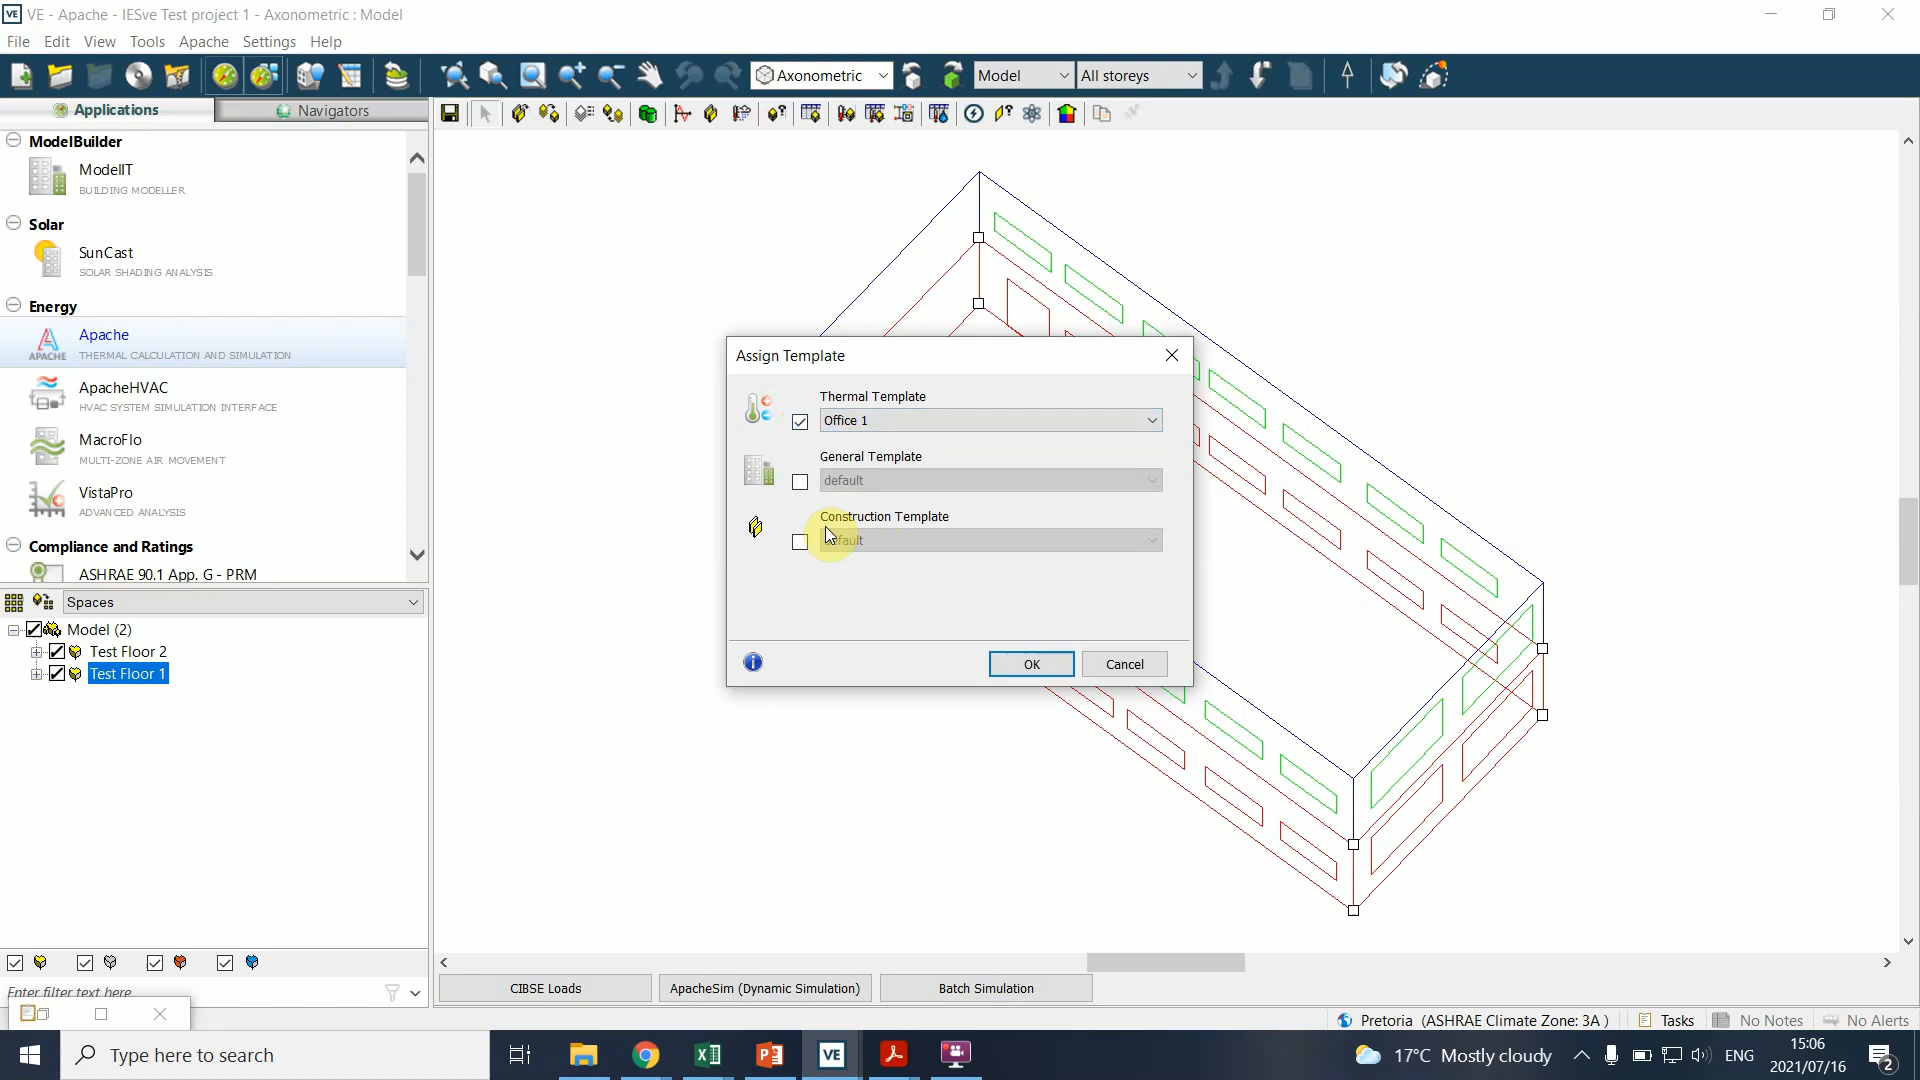 VE - Apache - IESve Test project 1 - Axonometric : Model
File Edit View Tools Apache Settings Help
Axonometric
Model
All storeys
Applications
Navigators
ModelBuilder
ModelIT
BUILDING MODELLER
Solar
SunCast
SOLAR SHADING ANALYSIS
Energy
Apache
THERMAL CALCULATION AND SIMULATION
APACHE
ApacheHVAC
HVAC SYSTEM SIMULATION INTERFACE
MacroFlo
MULTI-ZONE AIR MOVEMENT
VistaPro
ADVANCED ANALYSIS
Compliance and Ratings
ASHRAE 90.1 App. G - PRM
Spaces
Model (2)
Test Floor 2
Test Floor 1
Enter filter text here
Assign Template
Thermal Template
Office 1
General Template
default
Construction Template
default
OK
Cancel
CIBSE Loads
ApacheSim (Dynamic Simulation)
Batch Simulation
Pretoria (ASHRAE Climate Zone: 3A )
Tasks
No Notes
No Alerts
Type here to search
VE
17°C Mostly cloudy
ENG
15:06
2021/07/16
2